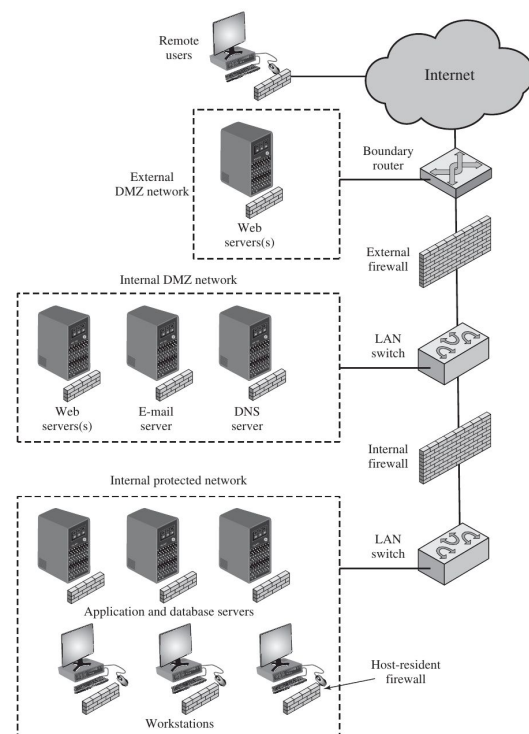 Remote
users
Internet
Boundary
router
External
DMZ network
Web
servers(s)
External
firewall
Internal DMZ network
LAN
switch
Web
servers(s)
E-mail
server
DNS
server
Internal
firewall
Internal protected network
LAN
switch
Application and database servers
Host-resident
firewall
Workstations